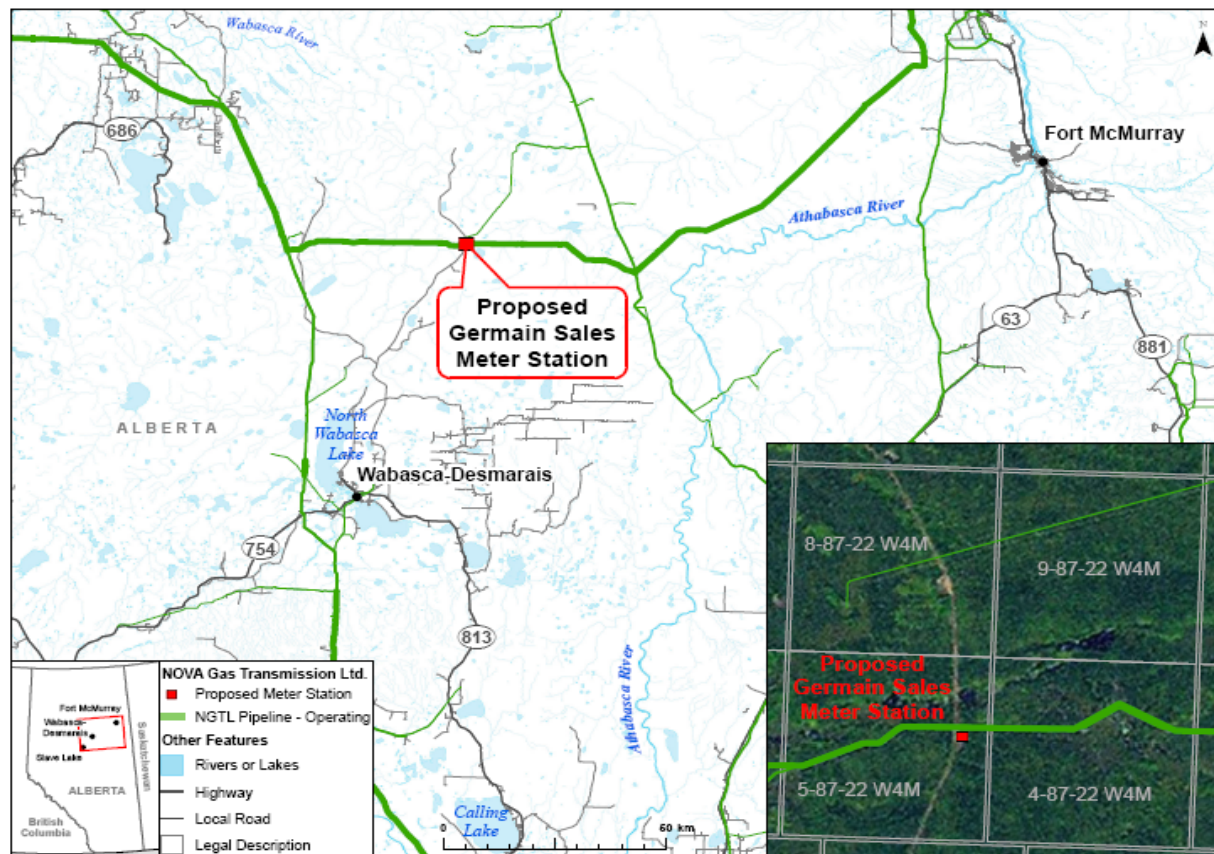 Wabasca
River
N
686
Fort McMurray
Athabasca River
Proposed
Germain Sales
Meter Station
63
881
ALBERTA
North
Wabasca
Lake
Wabasca-Desmarais
754
813
Athabasca River
Athabasca River
Calling
Lake
0
50 km
8-87-22 W4M
9-87-22 W4M
Proposed
Germain Sales
Meter Station
5-87-22 W4M
4-87-22 W4M
Fort McMurray
Wabasca-
Desmarais
Slave Lake
ALBERTA
Saskatchewan
British
Columbia
NOVA Gas Transmission Ltd.
Proposed Meter Station
NGTL Pipeline - Operating
Other Features
Rivers or Lakes
Highway
Local Road
Legal Description